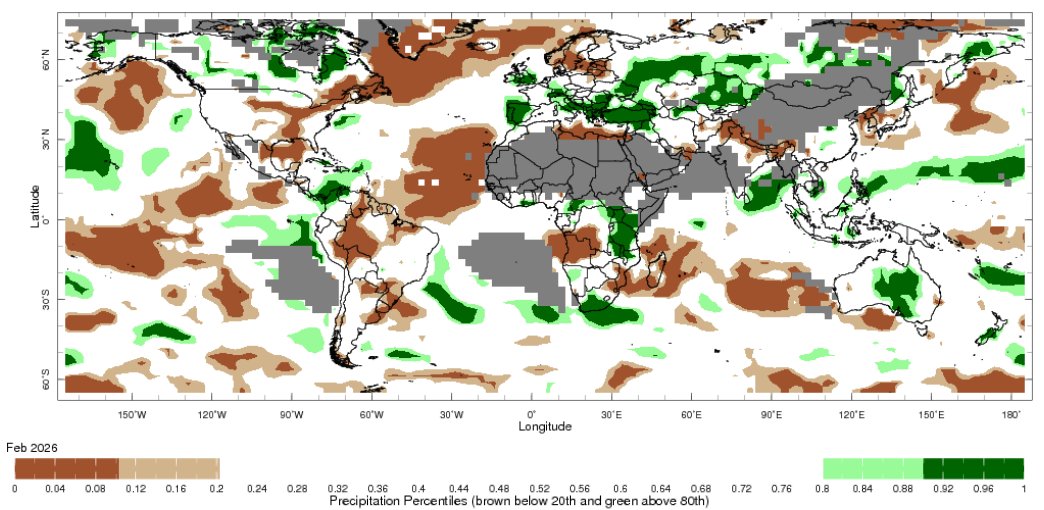 60°N
30°N
0°
30°S
60°S
Latitude
150°W 120°W 90°W 60°W 30°W 0° 30°E 60°E 90°E 120°E 150°E 180°
Longitude
Feb 2026
0 0.04 0.08 0.12 0.16 0.2 0.24 0.28 0.32 0.36 0.4 0.44 0.48 0.52 0.56 0.6 0.64 0.68 0.72 0.76 0.8 0.84 0.88 0.92 0.96 1
Precipitation Percentiles (brown below 20th and green above 80th)